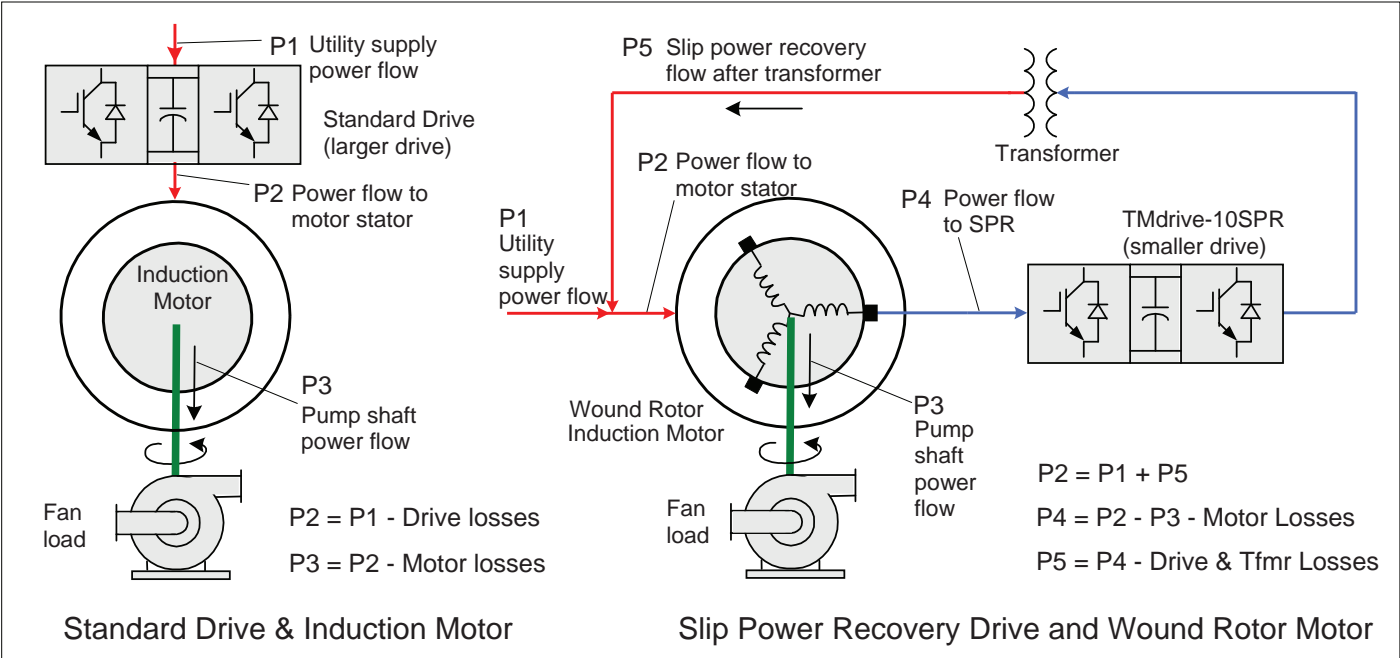 P1 Utility supply
power flow
Standard Drive
(larger drive)
P2 Power flow to
motor stator
Induction
Motor
P3
Pump shaft
power flow
Fan
load
P2 = P1 - Drive losses
P3 = P2 - Motor losses
Standard Drive & Induction Motor
P5 Slip power recovery
flow after transformer
Transformer
P2 Power flow to
motor stator
P1
Utility
supply
power flow
P4 Power flow
to SPR
TMdrive-10SPR
(smaller drive)
Wound Rotor
Induction Motor
P3
Pump
shaft
power
flow
Fan
load
P2 = P1 + P5
P4 = P2 - P3 - Motor Losses
P5 = P4 - Drive & Tfmr Losses
Slip Power Recovery Drive and Wound Rotor Motor